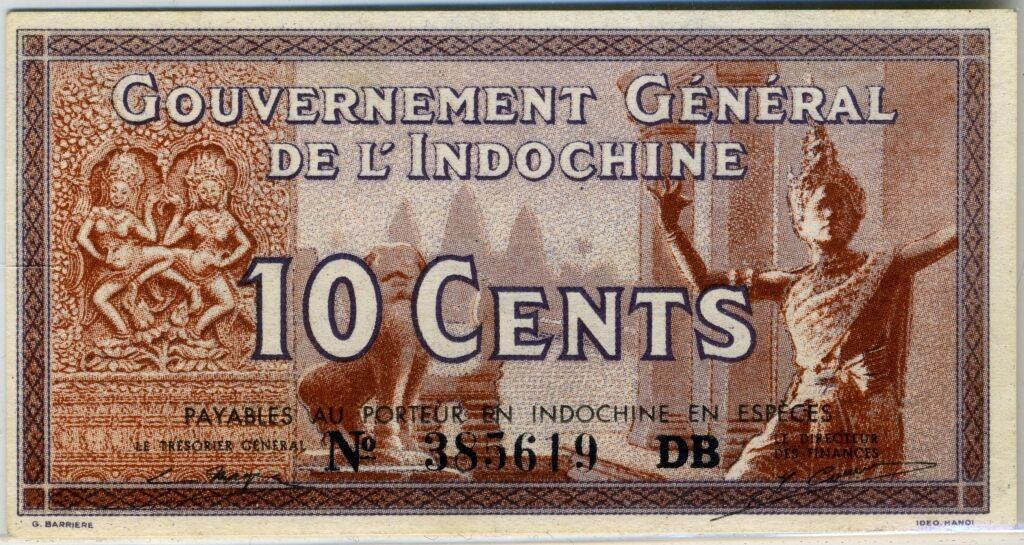 GOUVERNEMENT GÉNÉRAL
DE L'INDOCHINE
10 CENTS
PAYABLES AU PORTEUR EN INDOCHINE EN ESPÈCES
LE TRÉSORIER GÉNÉRAL
Nº 385619 DB
LE DIRECTEUR
DES FINANCES
G. BARRIÈRE
IDEO. HANOI